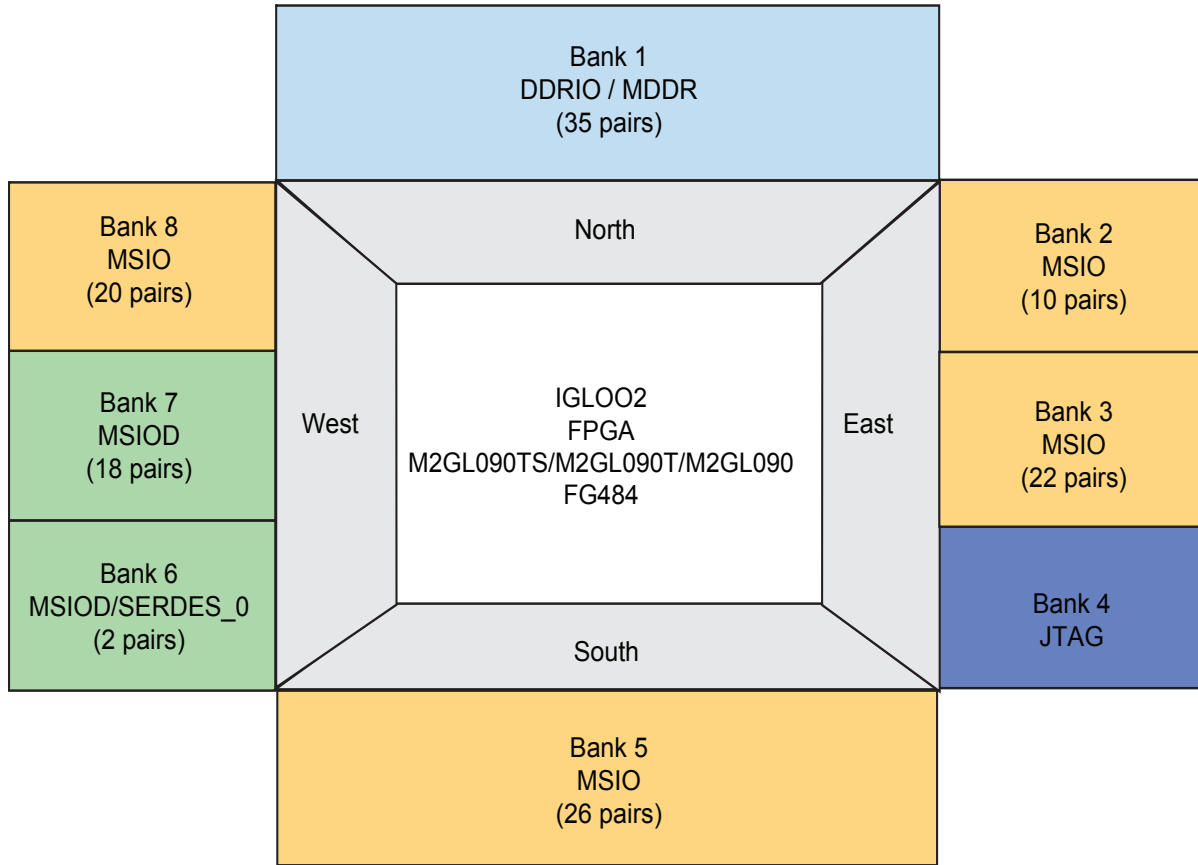 Bank 1
DDRIO / MDDR
(35 pairs)
Bank 8
MSIO
(20 pairs)
North
Bank 2
MSIO
(10 pairs)
Bank 7
MSIOD
(18 pairs)
West
IGLOO2
FPGA
M2GL090TS/M2GL090T/M2GL090
FG484
East
Bank 3
MSIO
(22 pairs)
Bank 6
MSIOD/SERDES_0
(2 pairs)
South
Bank 4
JTAG
Bank 5
MSIO
(26 pairs)